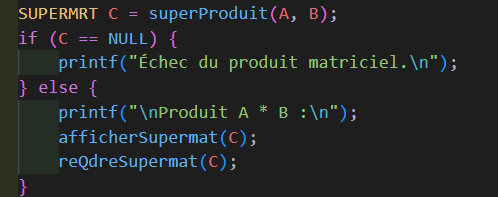 SUPERMRT C = superProduit(A, B);
if (C == NULL) {
printf("Échec du produit matriciel.\n");
} else {
printf("\nProduit A * B :\n");
afficherSupermat(C);
reQdreSupermat(C);
}